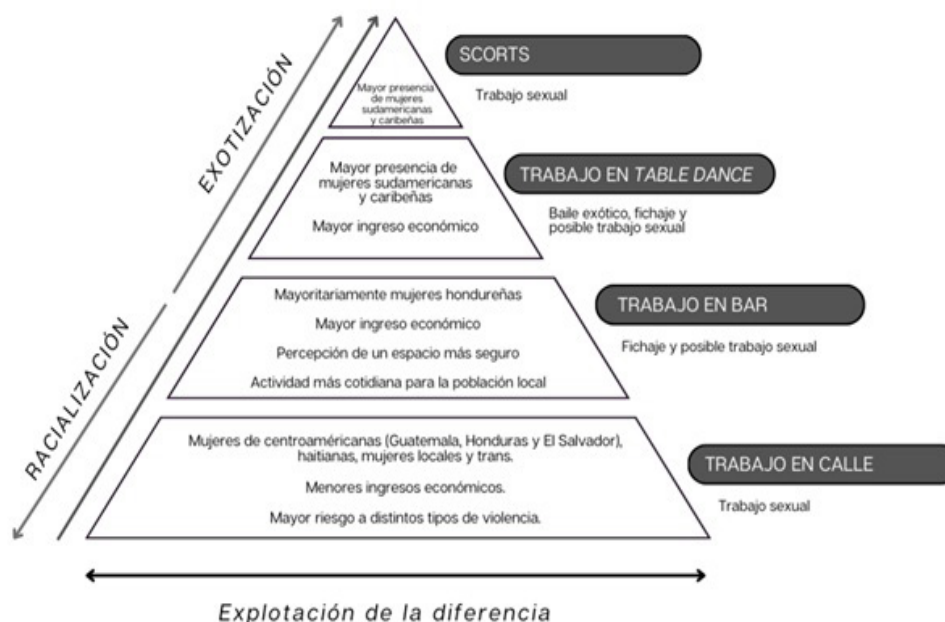 SCORTS
Mayor presencia
de mujeres
sudamericanas
y caribeñas
Trabajo sexual
EXOTIZACIÓN
Mayor presencia de
mujeres sudamericanas
y caribeñas
Mayor ingreso económico
TRABAJO EN TABLE DANCE
Baile exótico, fichaje y
posible trabajo sexual
Mayoritariamente mujeres hondureñas
Mayor ingreso económico
Percepción de un espacio más seguro
Actividad más cotidiana para la población local
TRABAJO EN BAR
Fichaje y posible trabajo sexual
RACIALIZACIÓN
Mujeres de centroaméricanas (Guatemala, Honduras y El Salvador),
haitianas, mujeres locales y trans.
Menores ingresos económicos.
Mayor riesgo a distintos tipos de violencia.
TRABAJO EN CALLE
Trabajo sexual
Explotación de la diferencia